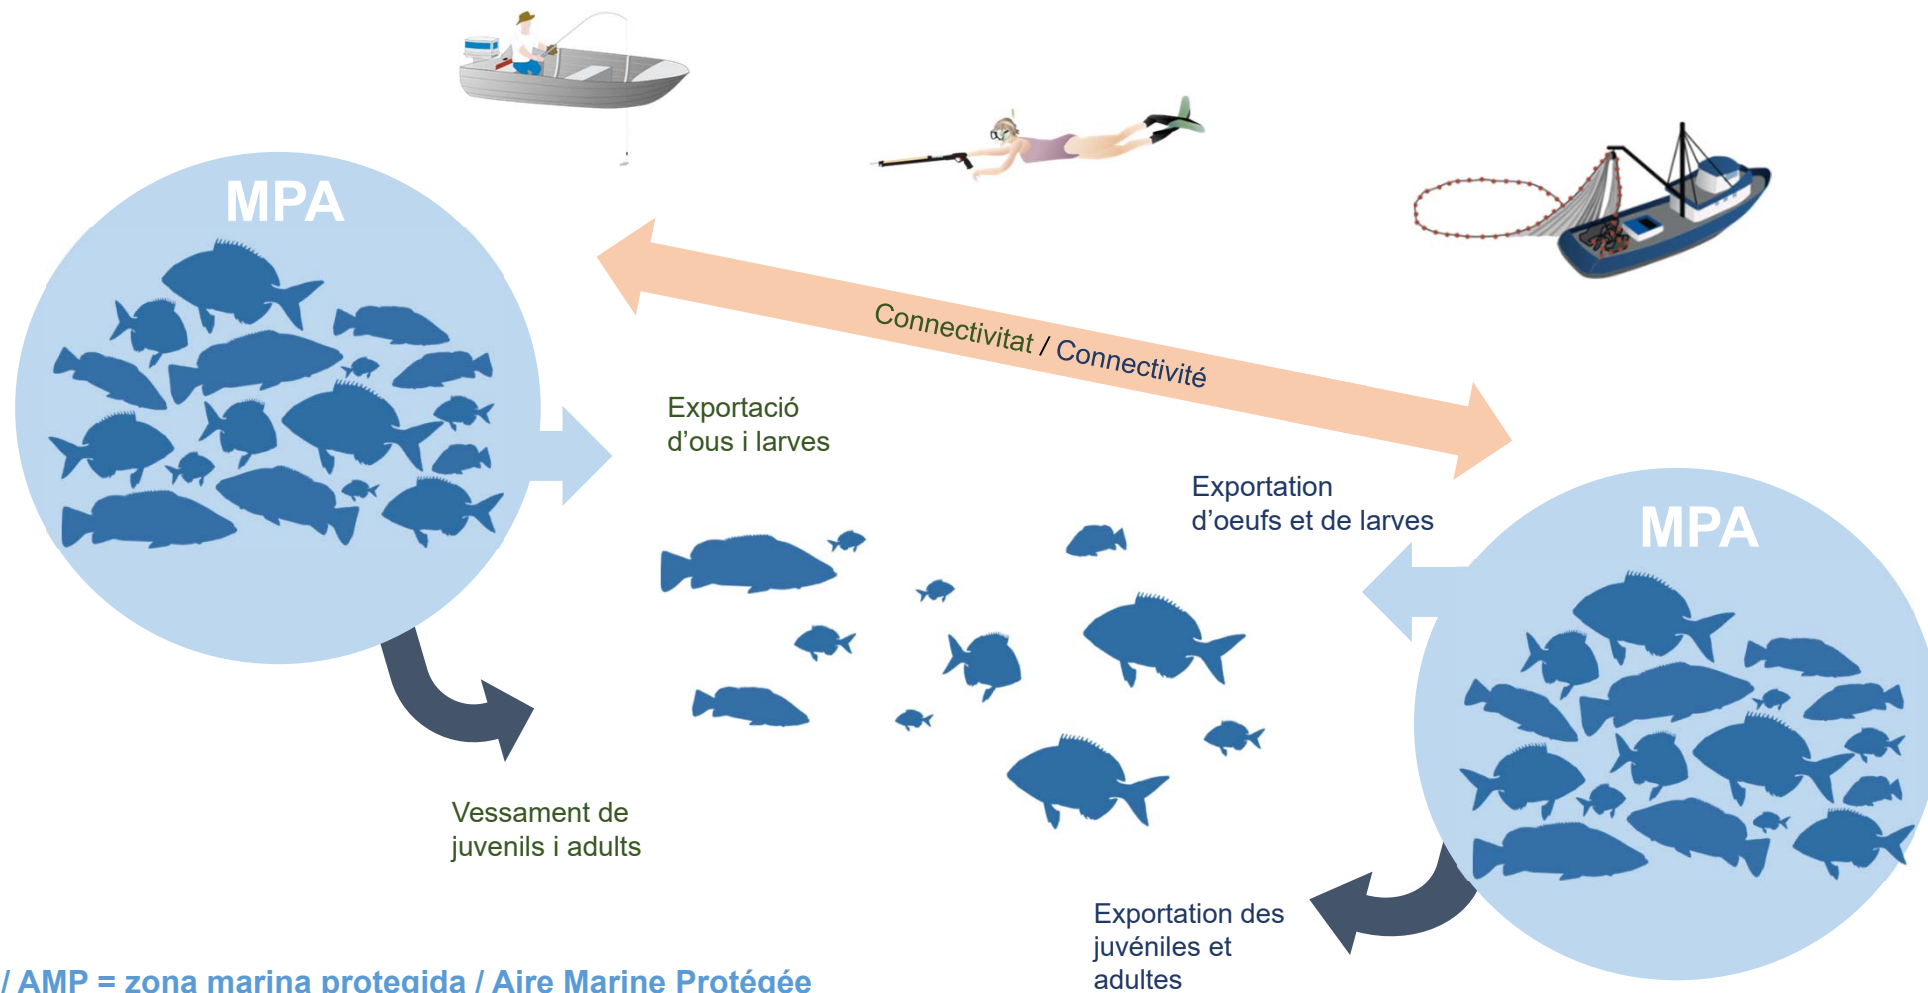 MPA
Connectivitat / Connectivité
Exportació
d’ous i larves
Exportation
d’oeufs et de larves
MPA
Vessament de
juvenils i adults
Exportation des
juvéniles et
adultes
/ AMP = zona marina protegida / Aire Marine Protégée